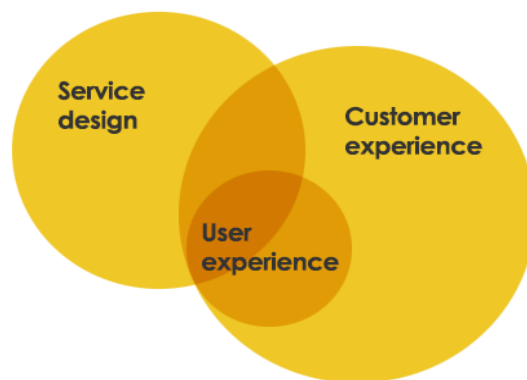 Service
design
Customer
experience
User
experience